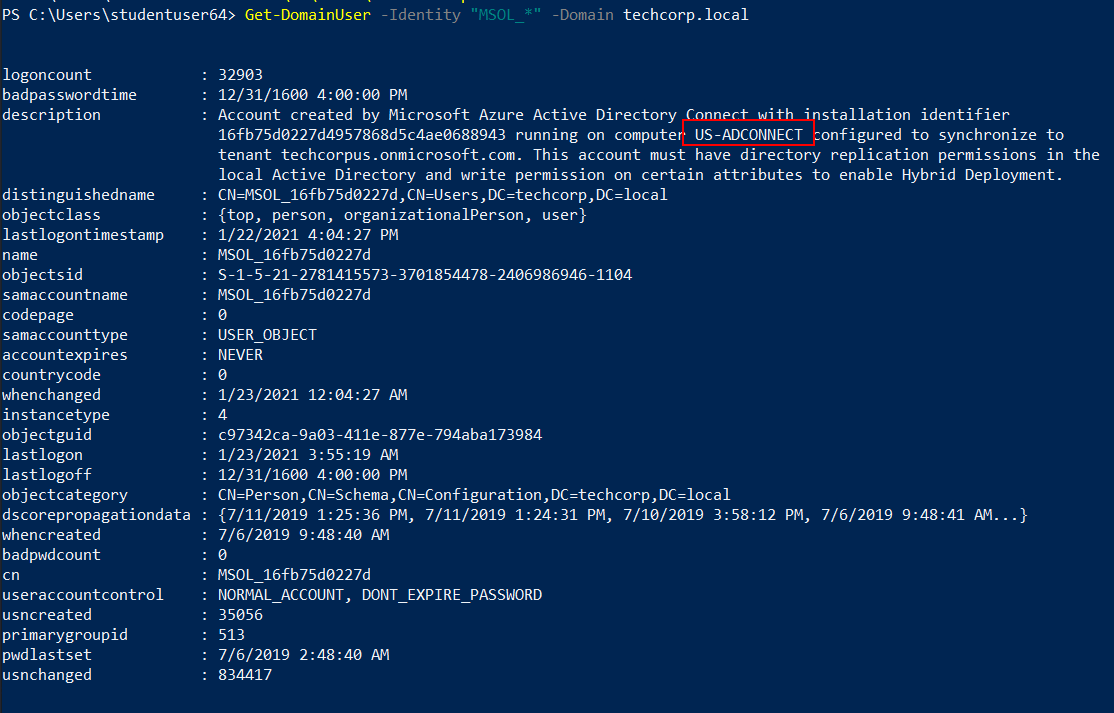 PS C:\Users\studentuser64> Get-DomainUser -Identity "MSOL_*" -Domain techcorp.local
logoncount : 32903
badpasswordtime : 12/31/1600 4:00:00 PM
description : Account created by Microsoft Azure Active Directory Connect with installation identifier
16fb75d0227d4957868d5c4ae0688943 running on computer US-ADCONNECT configured to synchronize to
tenant techcorpus.onmicrosoft.com. This account must have directory replication permissions in the
local Active Directory and write permission on certain attributes to enable Hybrid Deployment.
distinguishedname : CN=MSOL_16fb75d0227d,CN=Users,DC=techcorp,DC=local
objectclass : {top, person, organizationalPerson, user}
lastlogontimestamp : 1/22/2021 4:04:27 PM
name : MSOL_16fb75d0227d
objectsid : S-1-5-21-2781415573-3701854478-2406986946-1104
samaccountname : MSOL_16fb75d0227d
codepage : 0
samaccounttype : USER_OBJECT
accountexpires : NEVER
countrycode : 0
whenchanged : 1/23/2021 12:04:27 AM
instancetype : 4
objectguid : c97342ca-9a03-411e-877e-794aba173984
lastlogon : 1/23/2021 3:55:19 AM
lastlogoff : 12/31/1600 4:00:00 PM
objectcategory : CN=Person,CN=Schema,CN=Configuration,DC=techcorp,DC=local
dscorepropagationdata : {7/11/2019 1:25:36 PM, 7/11/2019 1:24:31 PM, 7/10/2019 3:58:12 PM, 7/6/2019 9:48:41 AM...}
whencreated : 7/6/2019 9:48:40 AM
badpwdcount : 0
cn : MSOL_16fb75d0227d
useraccountcontrol : NORMAL_ACCOUNT, DONT_EXPIRE_PASSWORD
usncreated : 35056
primarygroupid : 513
pwdlastset : 7/6/2019 2:48:40 AM
usnchanged : 834417